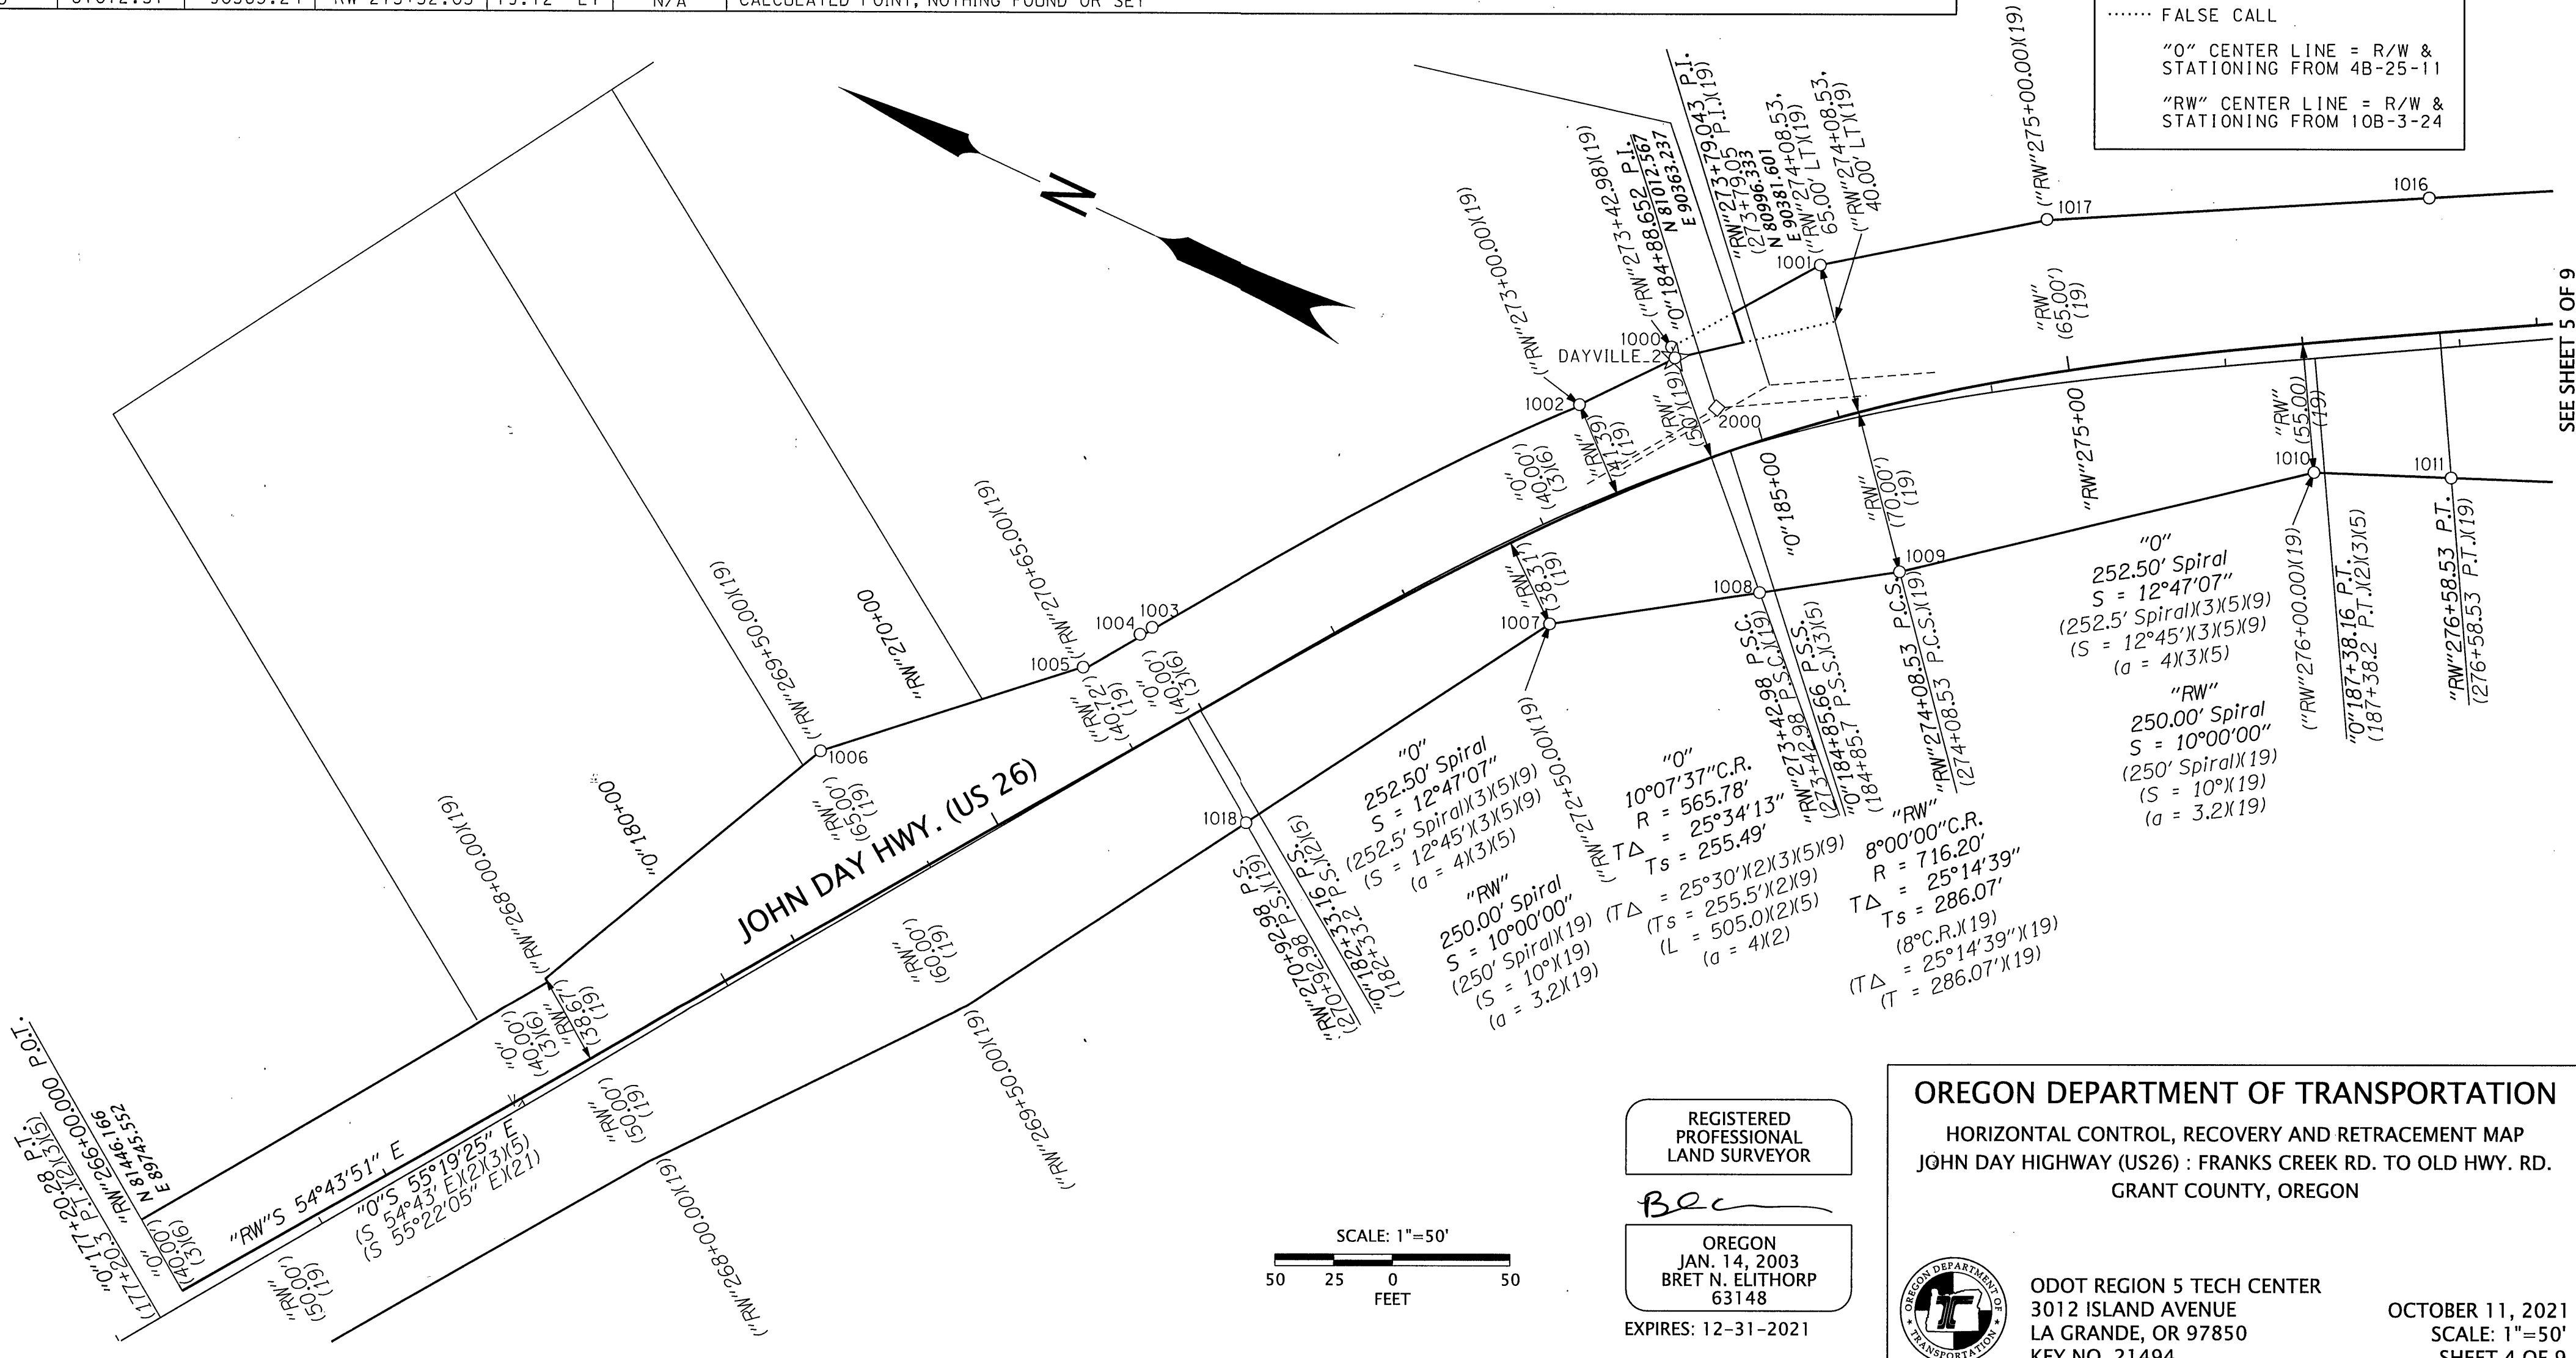 CALCULATED POINT, NOTHING FOUND OR SET
N/A
....... FALSE CALL
"O" CENTER LINE = R/W &
STATIONING FROM 4B-25-11
"RW" CENTER LINE = R/W &
STATIONING FROM 10B-3-24
N
("RW"273+00.00)(19)
("RW"273+42.98)(19)
"O"184+88.652 P.I.
N 81012.567
E 90363.237
"RW"273+79.043 P.I.
(273+79.05 P.I.)(19)
N 80996.333
E 90381.601
("RW"274+08.53,
65.00' LT)(19)
("RW"274+08.53,
40.00' LT)(19)
("RW"275+00.00)(19)
1016
1017
1001
1000
DAYVILLE_2
1002
2000
"RW"
(50')(19)
"RW"
(41.39')
(19)
"O"
(40.00')
(3)(6)
"RW"
(65.00')
(19)
"RW"
(55.00)
(19)
SEE SHEET 5 OF 9
"O"185+00
"RW"275+00
"RW"
(70.00')
(19)
1010
1011
1009
1008
1007
"RW"
(38.31')
(19)
("RW"270+65.00)(19)
("RW"269+50.00)(19)
"RW"270+00
1003
1004
1005
1006
"RW"
(40.72')
(19)
"O"
(40.00')
(3)(6)
"RW"
(65.00')
(19)
("RW"268+00.00)(19)
"O"180+00
JOHN DAY HWY. (US 26)
1018
"O"
(40.00')
(3)(6)
"RW"
(38.67')
(19)
"RW"
(60.00')
(19)
"RW"
(50.00')
(19)
"RW"270+92.98 P.S.
(270+92.98 P.S.)(19)
"O"182+33.16 P.S.
(182+33.2 P.S.)(2)(5)
"O"
252.50' Spiral
S = 12°47'07"
(252.5' Spiral)(3)(5)(9)
(S = 12°45')(3)(5)(9)
(a = 4)(3)(5)
"RW"
250.00' Spiral
S = 10°00'00"
(250' Spiral)(19)
(S = 10°)(19)
(a = 3.2)(19)
("RW"272+50.00)(19)
"O"
10°07'37"C.R.
R = 565.78'
TΔ = 25°34'13"
Ts = 255.49'
(TΔ = 25°30')(2)(3)(5)(9)
(Ts = 255.5')(2)(9)
(L = 505.0)(2)(5)
(a = 4)(2)
"RW"273+42.98 P.S.C.
(273+42.98 P.S.C.)(19)
"O"184+85.66 P.S.S.
(184+85.7 P.S.S.)(3)(5)
"RW"274+08.53 P.C.S.
(274+08.53 P.C.S.)(19)
"RW"
8°00'00"C.R.
R = 716.20'
TΔ = 25°14'39"
Ts = 286.07'
(8°C.R.)(19)
(TΔ = 25°14'39")(19)
(T = 286.07')(19)
"O"
252.50' Spiral
S = 12°47'07"
(252.5' Spiral)(3)(5)(9)
(S = 12°45')(3)(5)(9)
(a = 4)(3)(5)
"RW"
250.00' Spiral
S = 10°00'00"
(250' Spiral)(19)
(S = 10°)(19)
(a = 3.2)(19)
("RW"276+00.00)(19)
"O"187+38.16 P.T.
(187+38.2 P.T.)(2)(3)(5)
"RW"276+58.53 P.T.
(276+58.53 P.T.)(19)
"O"177+20.28 P.T.
(177+20.3 P.T.)(2)(3)(5)
"RW"266+00.000 P.O.T.
N 81446.166
E 89745.552
"O"
(40.00')
(3)(6)
"RW"S 54°43'51" E
"O"S 55°19'25" E
(S 54°43' E)(2)(3)(5)
(S 55°22'05" E)(21)
"RW"
(50.00')
(19)
("RW"268+00.00)(19)
("RW"269+50.00)(19)
SCALE: 1"=50'
50 25 0 50
FEET
REGISTERED
PROFESSIONAL
LAND SURVEYOR
OREGON
JAN. 14, 2003
BRET N. ELITHORP
63148
EXPIRES: 12-31-2021
OREGON DEPARTMENT OF TRANSPORTATION
HORIZONTAL CONTROL, RECOVERY AND RETRACEMENT MAP
JOHN DAY HIGHWAY (US26) : FRANKS CREEK RD. TO OLD HWY. RD.
GRANT COUNTY, OREGON
OREGON DEPARTMENT OF TRANSPORTATION
ODOT REGION 5 TECH CENTER
3012 ISLAND AVENUE
LA GRANDE, OR 97850
KEY NO. 21494
OCTOBER 11, 2021
SCALE: 1"=50'
SHEET 4 OF 9